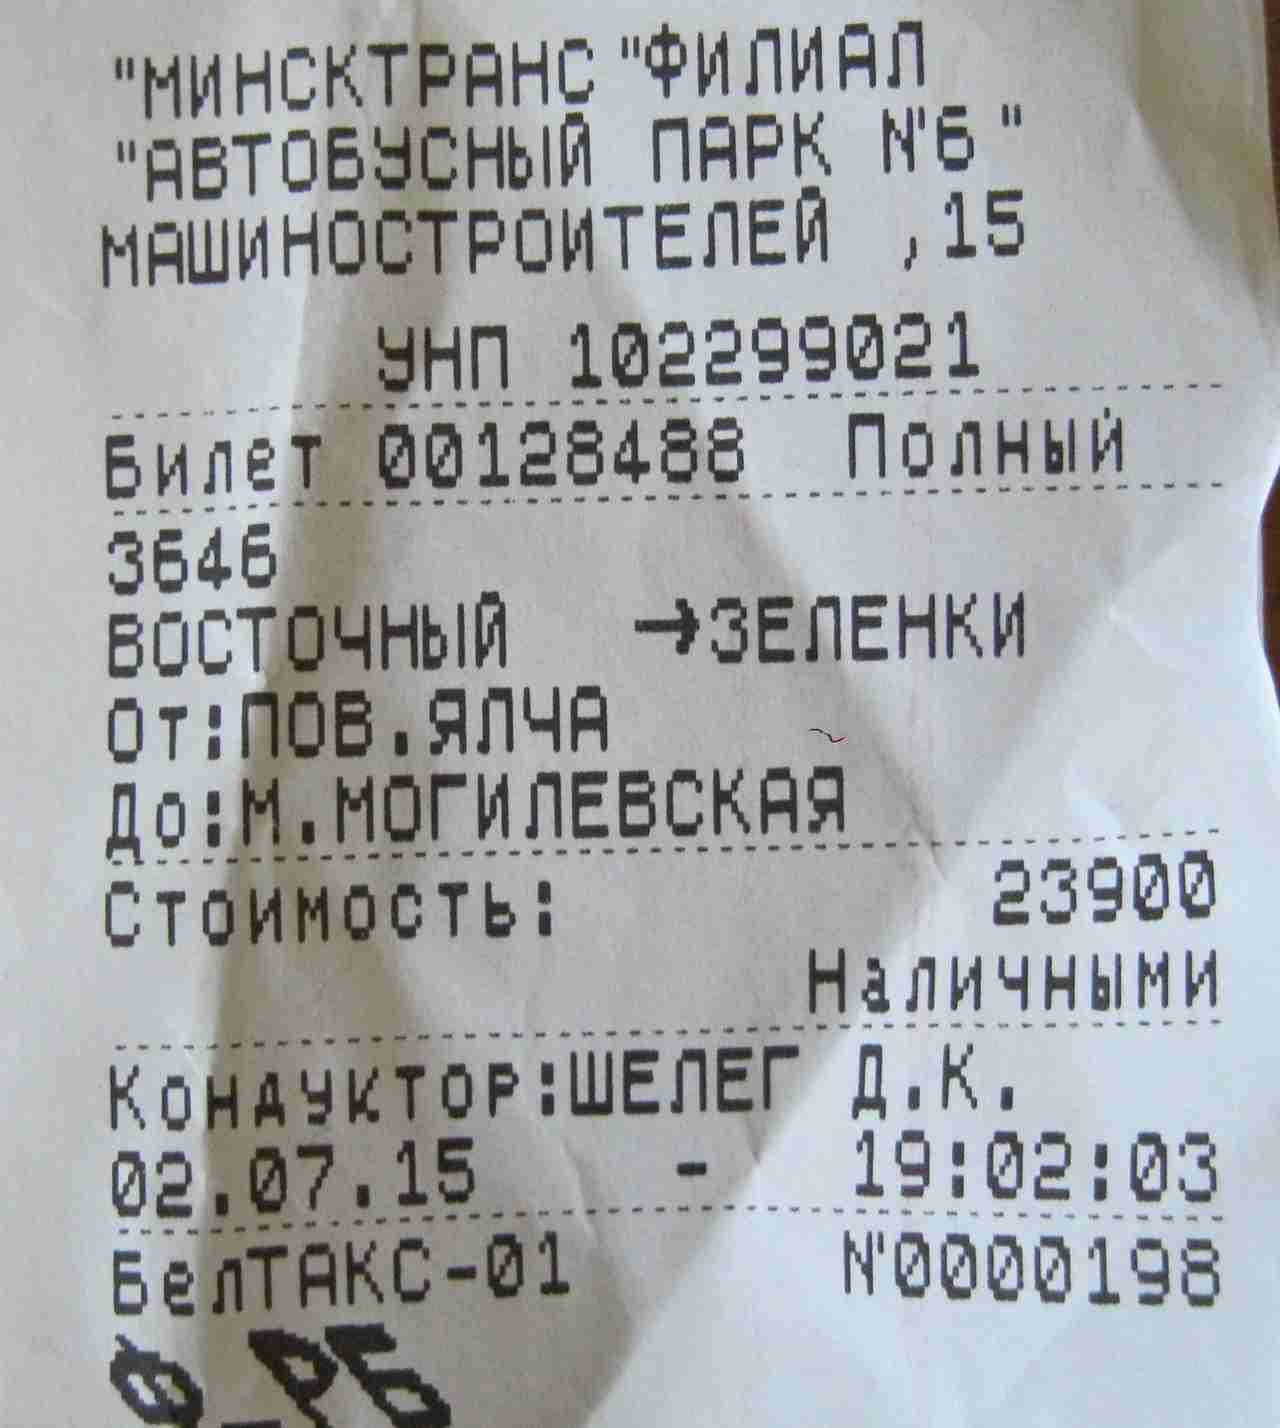 "МИНСКТРАНС "ФИЛИАЛ
"АВТОБУСНЫЙ ПАРК №6 "
МАШИНОСТРОИТЕЛЕЙ ,15
УНП 102299021
Билет 00128488 Полный
3646
ВОСТОЧНЫЙ →ЗЕЛЕНКИ
От:ПОВ.ЯЛЧА
До:М.МОГИЛЕВСКАЯ
Стоимость: 23900
Наличными
Кондуктор:ШЕЛЕГ Д.К.
02.07.15 - 19:02:03
БелТАКС-01 №0000198